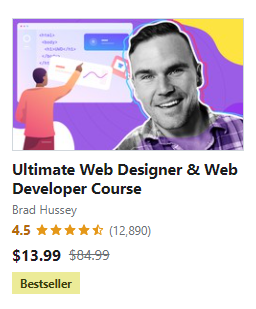 Ultimate Web Designer & Web
Developer Course
Brad Hussey
4.5 (12,890)
$13.99 $84.99
Bestseller